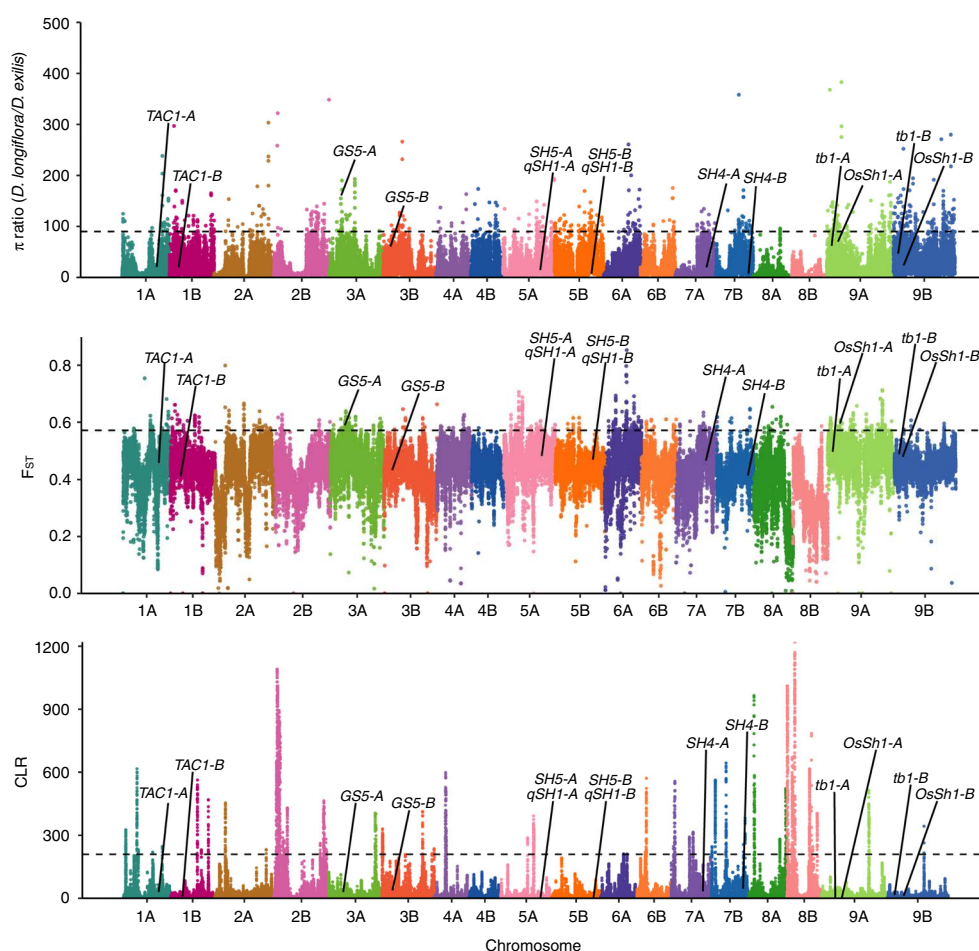 500
400
300
200
100
0
π ratio (D. longiflora/D. exilis)
TAC1-A
TAC1-B
GS5-A
GS5-B
SH5-A
qSH1-A
SH5-B
qSH1-B
SH4-A
SH4-B
tb1-A
OsSh1-A
tb1-B
OsSh1-B
1A 1B 2A 2B 3A 3B 4A 4B 5A 5B 6A 6B 7A 7B 8A 8B 9A 9B
0.8
0.6
0.4
0.2
0.0
FST
TAC1-A
TAC1-B
GS5-A
GS5-B
SH5-A
qSH1-A
SH5-B
qSH1-B
SH4-A
SH4-B
OsSh1-A
tb1-A
tb1-B
OsSh1-B
1A 1B 2A 2B 3A 3B 4A 4B 5A 5B 6A 6B 7A 7B 8A 8B 9A 9B
1200
900
600
300
0
CLR
TAC1-A
TAC1-B
GS5-A
GS5-B
SH5-A
qSH1-A
SH5-B
qSH1-B
SH4-A
SH4-B
tb1-A
OsSh1-A
tb1-B
OsSh1-B
1A 1B 2A 2B 3A 3B 4A 4B 5A 5B 6A 6B 7A 7B 8A 8B 9A 9B
Chromosome